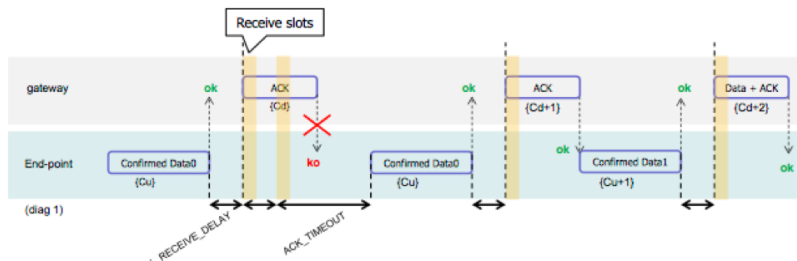 Receive slots
gateway
ok
ACK
{Cd}
ok
ACK
{Cd+1}
ok
Data + ACK
{Cd+2}
End-point
Confirmed Data0
{Cu}
ko
Confirmed Data0
{Cu}
ok
Confirmed Data1
{Cu+1}
ok
(diag 1)
RECEIVE_DELAY
ACK_TIMEOUT